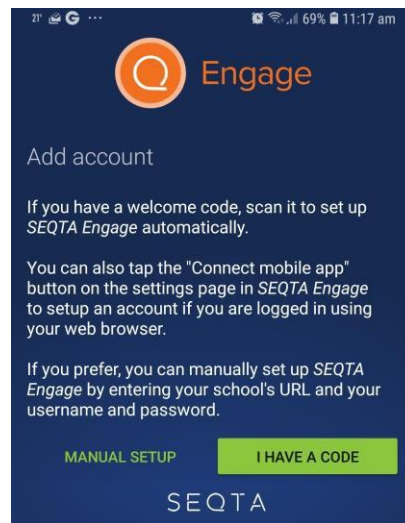 21° G ... 69% 11:17 am
Engage
Add account
If you have a welcome code, scan it to set up
SEQTA Engage automatically.
You can also tap the "Connect mobile app"
button on the settings page in SEQTA Engage
to setup an account if you are logged in using
your web browser.
If you prefer, you can manually set up SEQTA
Engage by entering your school's URL and your
username and password.
MANUAL SETUP I HAVE A CODE
SEQTA